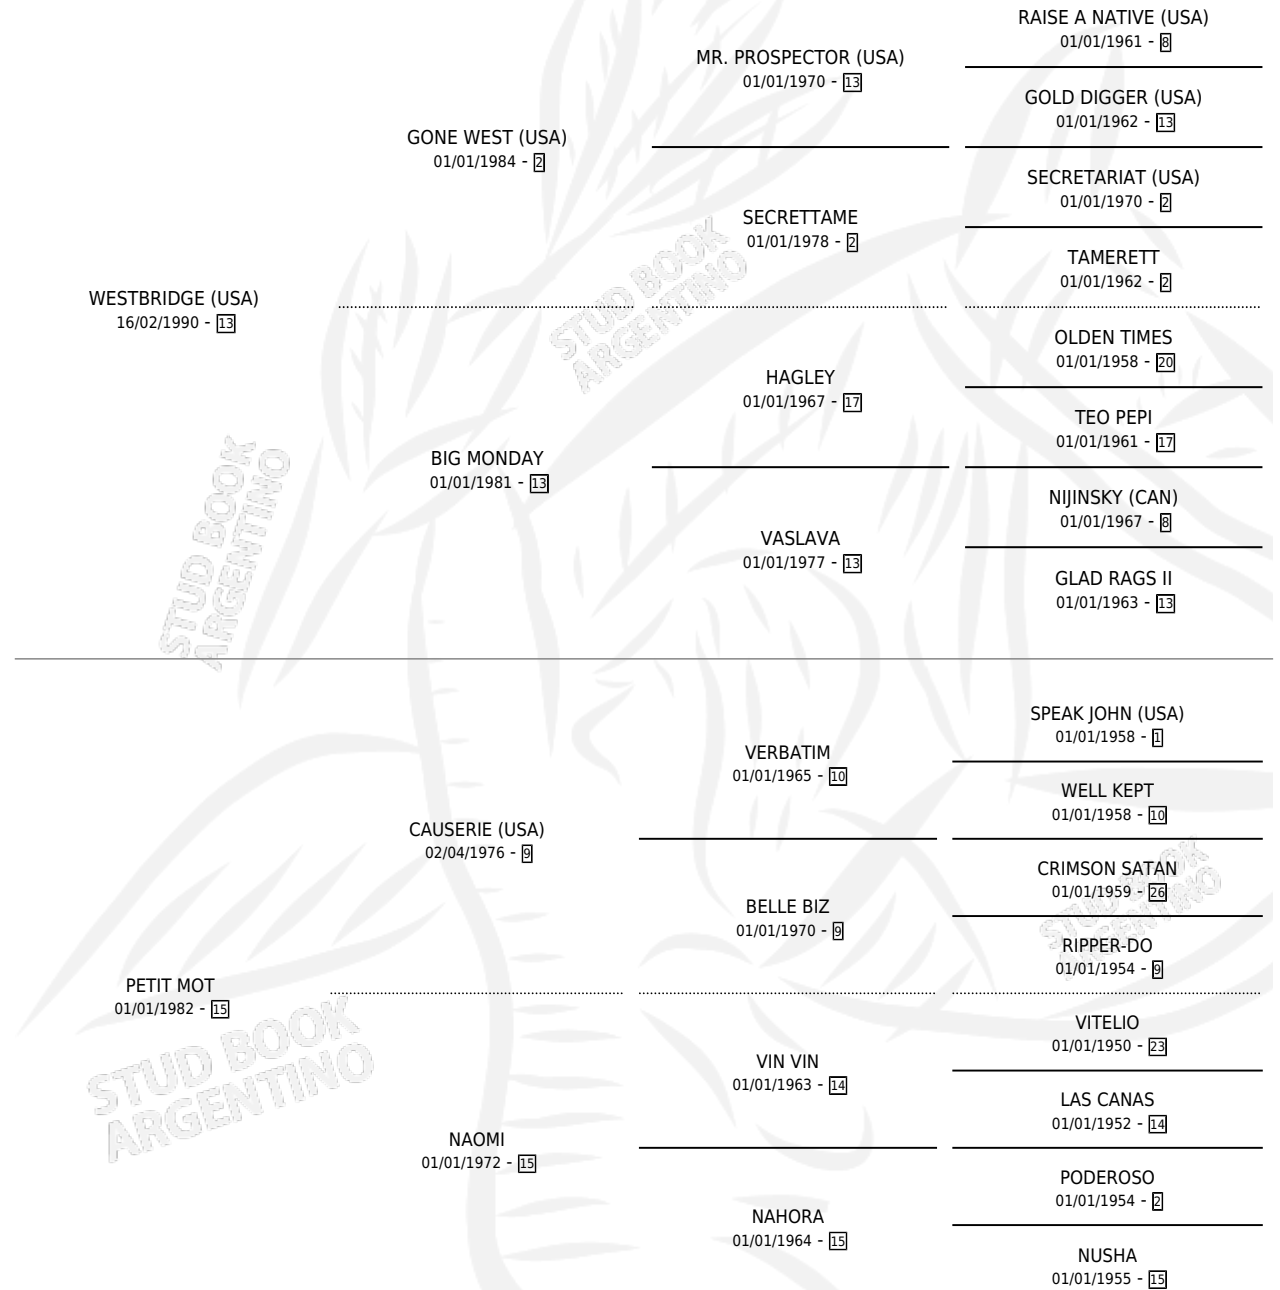 RAISE A NATIVE (USA)
01/01/1961 - 8
MR. PROSPECTOR (USA)
01/01/1970 - 13
GOLD DIGGER (USA)
01/01/1962 - 13
GONE WEST (USA)
01/01/1984 - 2
SECRETARIAT (USA)
01/01/1970 - 2
SECRETTAME
01/01/1978 - 2
TAMERETT
01/01/1962 - 2
WESTBRIDGE (USA)
16/02/1990 - 13
OLDEN TIMES
01/01/1958 - 20
HAGLEY
01/01/1967 - 17
TEO PEPI
01/01/1961 - 17
BIG MONDAY
01/01/1981 - 13
NIJINSKY (CAN)
01/01/1967 - 8
VASLAVA
01/01/1977 - 13
GLAD RAGS II
01/01/1963 - 13
SPEAK JOHN (USA)
01/01/1958 - 1
VERBATIM
01/01/1965 - 10
WELL KEPT
01/01/1958 - 10
CAUSERIE (USA)
02/04/1976 - 9
CRIMSON SATAN
01/01/1959 - 26
BELLE BIZ
01/01/1970 - 9
RIPPER-DO
01/01/1954 - 9
PETIT MOT
01/01/1982 - 15
VITELIO
01/01/1950 - 23
VIN VIN
01/01/1963 - 14
LAS CANAS
01/01/1952 - 14
NAOMI
01/01/1972 - 15
PODEROSO
01/01/1954 - 2
NAHORA
01/01/1964 - 15
NUSHA
01/01/1955 - 15
STUD BOOK
ARGENTINO
STUD BOOK
ARGENTINO
STUD BOOK
ARGENTINO
STUD BOOK
ARGENTINO